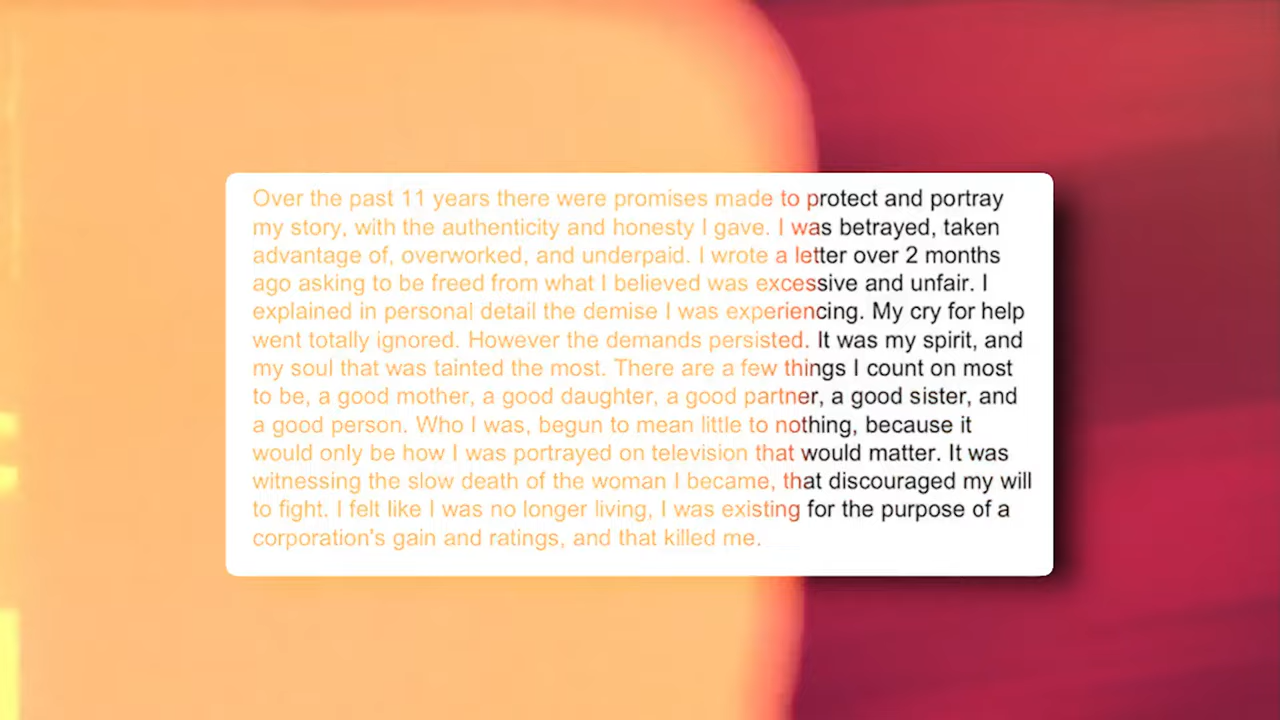 Over the past 11 years there were promises made to protect and portray
my story, with the authenticity and honesty I gave. I was betrayed, taken
advantage of, overworked, and underpaid. I wrote a letter over 2 months
ago asking to be freed from what I believed was excessive and unfair. I
explained in personal detail the demise I was experiencing. My cry for help
went totally ignored. However the demands persisted. It was my spirit, and
my soul that was tainted the most. There are a few things I count on most
to be, a good mother, a good daughter, a good partner, a good sister, and
a good person. Who I was, begun to mean little to nothing, because it
would only be how I was portrayed on television that would matter. It was
witnessing the slow death of the woman I became, that discouraged my will
to fight. I felt like I was no longer living, I was existing for the purpose of a
corporation's gain and ratings, and that killed me.